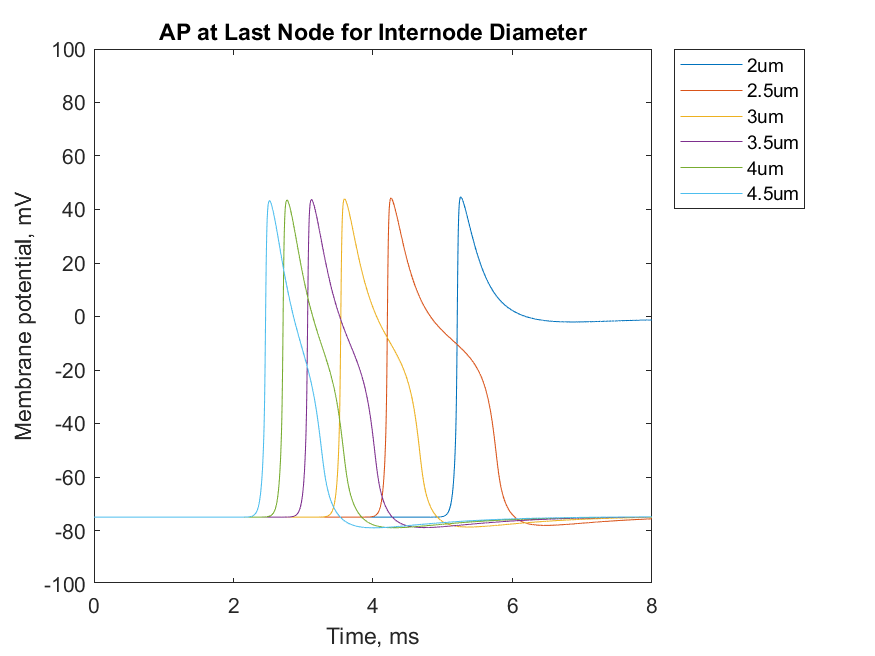 AP at Last Node for Internode Diameter
100
80
60
40
20
0
-20
-40
-60
-80
-100
Membrane potential, mV
0 2 4 6 8
Time, ms
2um
2.5um
3um
3.5um
4um
4.5um